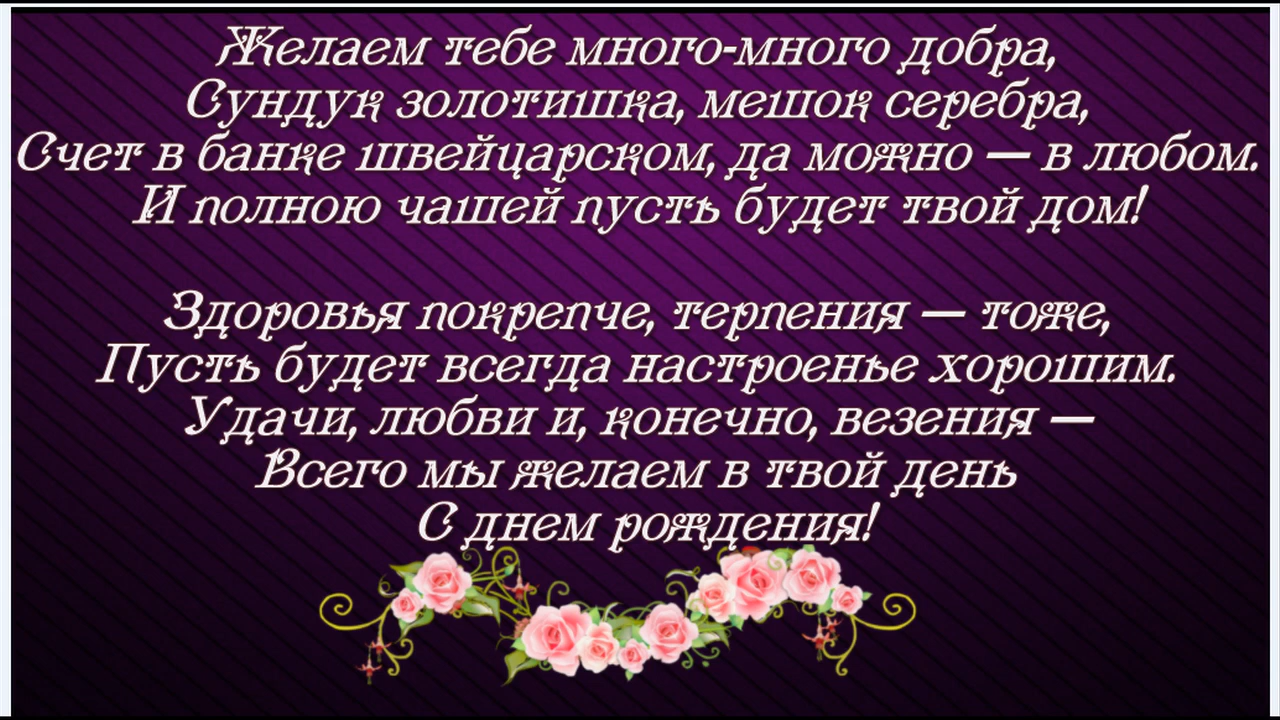 Желаем тебе много-много добра,
Сундук золотишка, мешок серебра,
Счет в банке швейцарском, да можно — в любом.
И полною чашей пусть будет твой дом!
Здоровья покрепче, терпения — тоже,
Пусть будет всегда настроенье хорошим.
Удачи, любви и, конечно, везения —
Всего мы желаем в твой день
С днем рождения!